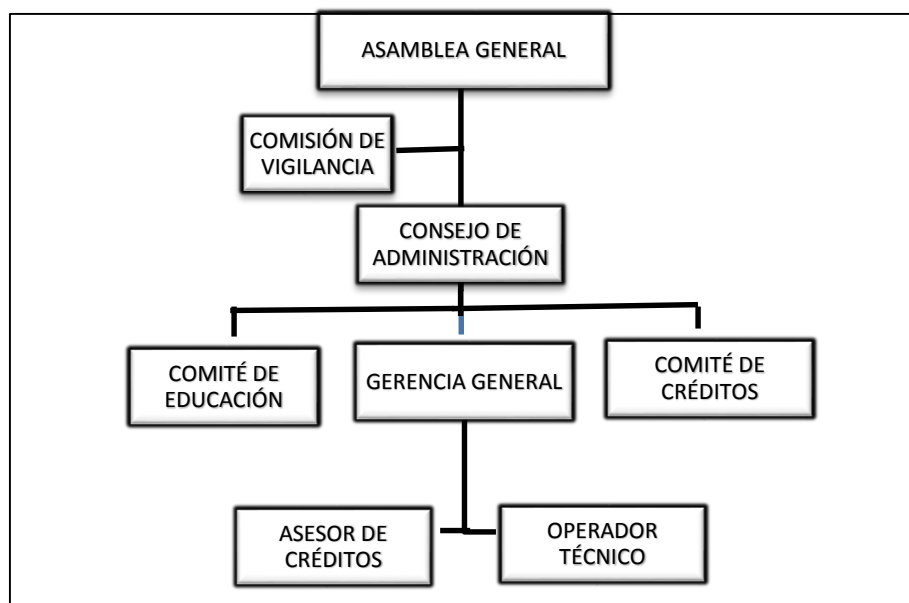 ASAMBLEA GENERAL
COMISIÓN DE
VIGILANCIA
CONSEJO DE
ADMINISTRACIÓN
COMITÉ DE
EDUCACIÓN
GERENCIA GENERAL
COMITÉ DE
CRÉDITOS
ASESOR DE
CRÉDITOS
OPERADOR
TÉCNICO